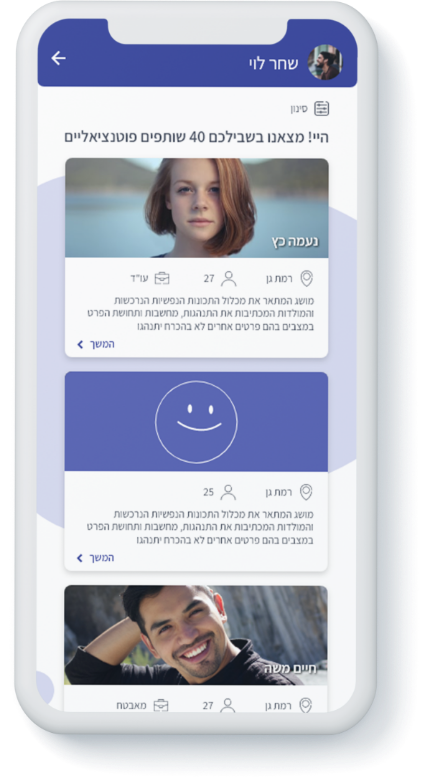 שחר לוי
סינון
היי! מצאנו בשבילכם 40 שותפים פוטנציאליים
נעמה כץ
רמת גן 27 עו"ד
מושג המתאר את מכלול התכונות הנפשיות הנרכשות
והמולדות המכתיבות את התנהגות, מחשבות ותחושת הפרט
במצבים בהם פרטים אחרים לא בהכרח יתנהגו
המשך
רמת גן 25
מושג המתאר את מכלול התכונות הנפשיות הנרכשות
והמולדות המכתיבות את התנהגות, מחשבות ותחושת הפרט
במצבים בהם פרטים אחרים לא בהכרח יתנהגו
המשך
חיים משה
רמת גן 27 מאבטח